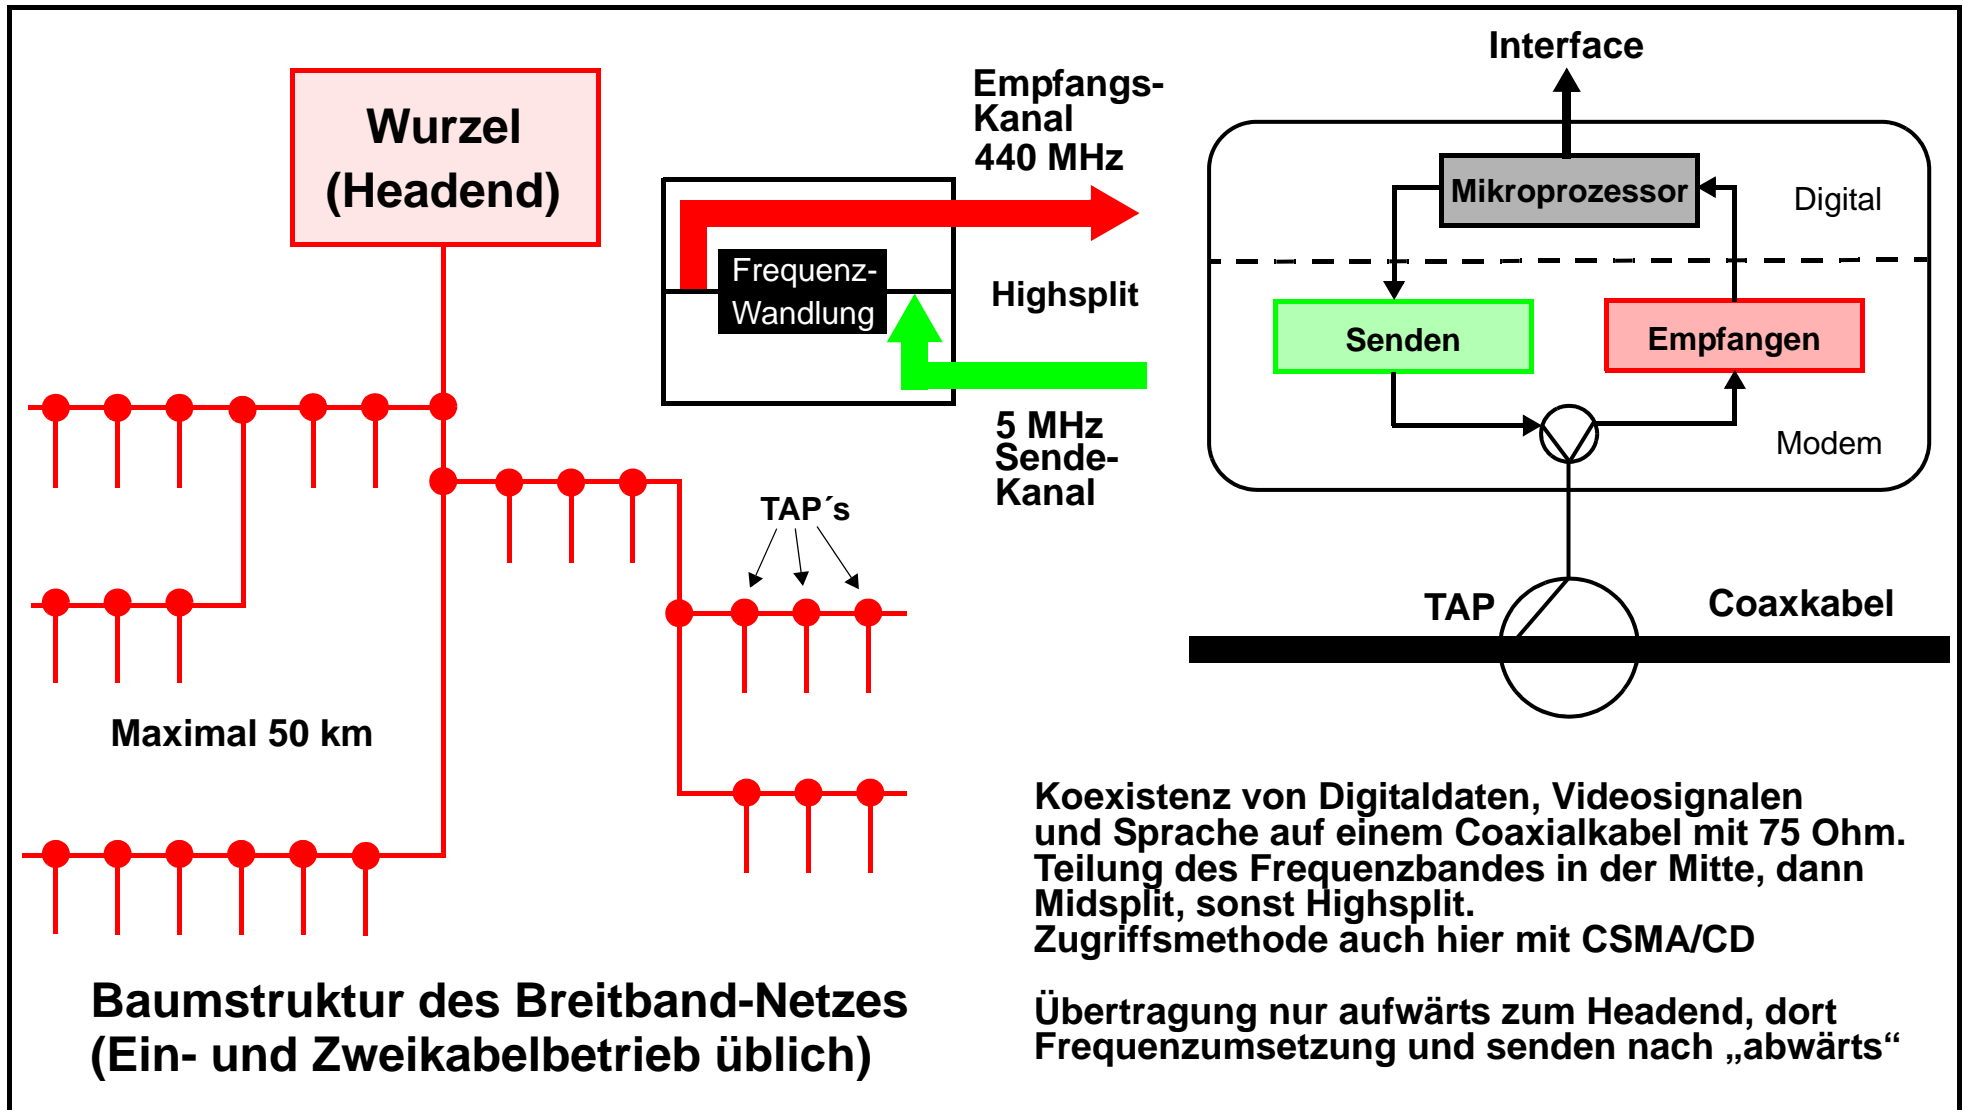 Wurzel
(Headend)
Empfangs-
Kanal
440 MHz
Frequenz-
Wandlung
Highsplit
5 MHz
Sende-
Kanal
Interface
Mikroprozessor
Digital
Senden
Empfangen
Modem
TAP
Coaxkabel
TAP´s
Maximal 50 km
Baumstruktur des Breitband-Netzes
(Ein- und Zweikabelbetrieb üblich)
Koexistenz von Digitaldaten, Videosignalen
und Sprache auf einem Coaxialkabel mit 75 Ohm.
Teilung des Frequenzbandes in der Mitte, dann
Midsplit, sonst Highsplit.
Zugriffsmethode auch hier mit CSMA/CD
Übertragung nur aufwärts zum Headend, dort
Frequenzumsetzung und senden nach „abwärts“